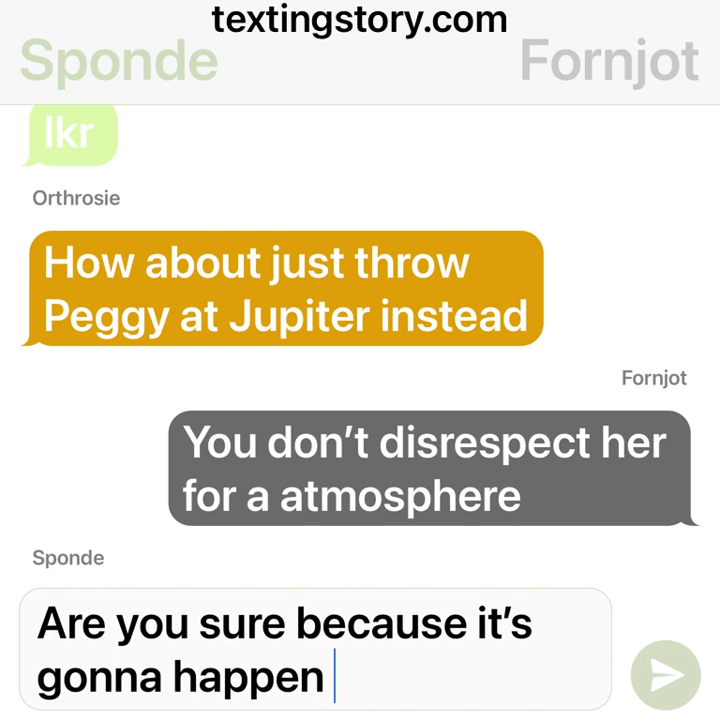 textingstory.com
Sponde
Fornjot
Ikr
Orthrosie
How about just throw
Peggy at Jupiter instead
Fornjot
You don’t disrespect her
for a atmosphere
Sponde
Are you sure because it’s
gonna happen